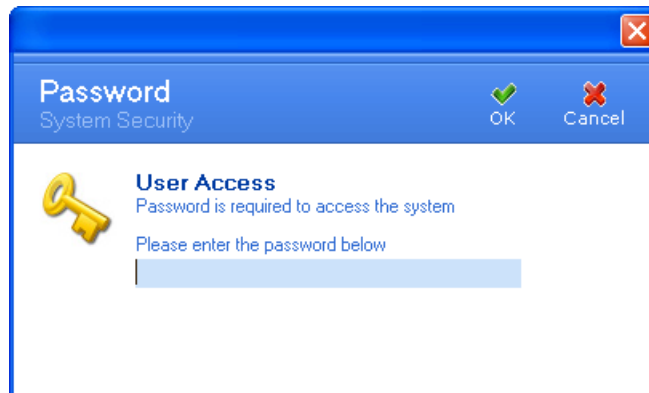 Password
System Security
OK
Cancel
User Access
Password is required to access the system
Please enter the password below